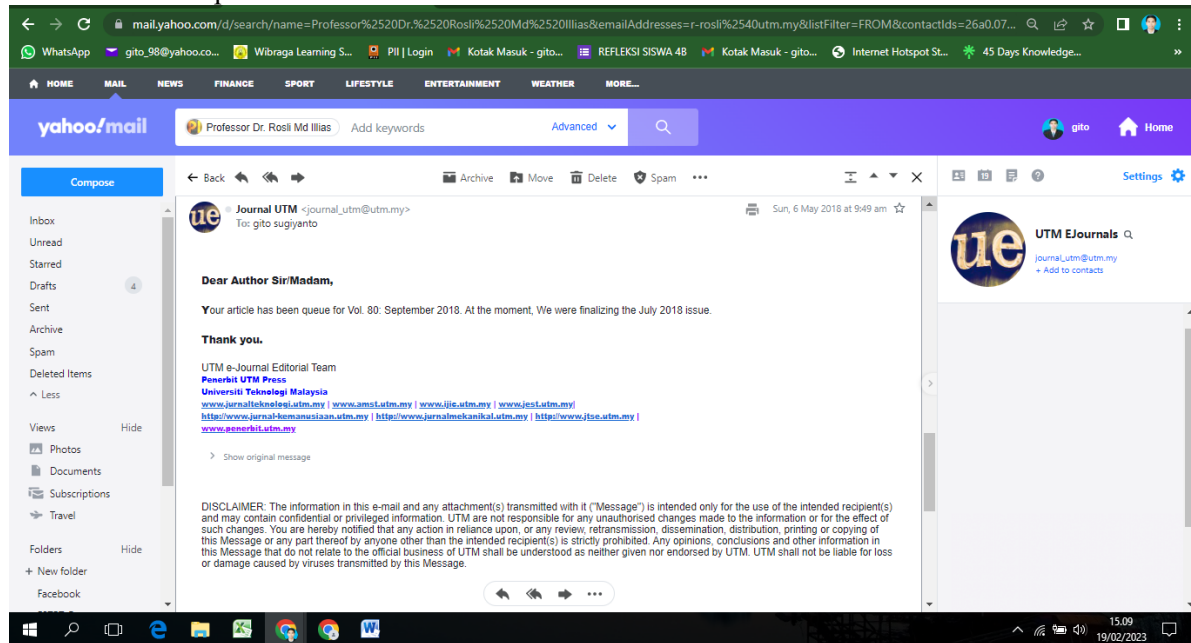 mail.yahoo.com/d/search/name=Professor%2520Dr.%2520Rosli%2520Md%2520Illias&emailAddresses=r-rosli%2540utm.my&listFilter=FROM&contactIds=26a0.07...
WhatsApp gito_98@yahoo.co... Wibraga Learning S... PII | Login Kotak Masuk - gito... REFLEKSI SISWA 4B Kotak Masuk - gito... Internet Hotspot St... 45 Days Knowledge... »
HOME MAIL NEWS FINANCE SPORT LIFESTYLE ENTERTAINMENT WEATHER MORE...
yahoo!mail Professor Dr. Rosli Md Illias Add keywords Advanced gito Home
Compose Back Archive Move Delete Spam Settings
Inbox
Unread
Starred
Drafts 4
Sent
Archive
Spam
Deleted Items
Less
Views Hide
Photos
Documents
Subscriptions
Travel
Folders Hide
+ New folder
Facebook
ue Journal UTM <journal_utm@utm.my> Sun, 6 May 2018 at 9:49 am
To: gito sugiyanto
Dear Author Sir/Madam,
Your article has been queue for Vol. 80: September 2018. At the moment, We were finalizing the July 2018 issue.
Thank you.
UTM e-Journal Editorial Team
Penerbit UTM Press
Universiti Teknologi Malaysia
www.jurnalteknologi.utm.my | www.amst.utm.my | www.ijic.utm.my | www.jest.utm.my|
http://www.jurnal-kemanusiaan.utm.my | http://www.jurnalmekanikal.utm.my | http://www.jtse.utm.my |
www.penerbit.utm.my
Show original message
DISCLAIMER: The information in this e-mail and any attachment(s) transmitted with it ("Message") is intended only for the use of the intended recipient(s)
and may contain confidential or privileged information. UTM are not responsible for any unauthorised changes made to the information or for the effect of
such changes. You are hereby notified that any action in reliance upon, or any review, retransmission, dissemination, distribution, printing or copying of
this Message or any part thereof by anyone other than the intended recipient(s) is strictly prohibited. Any opinions, conclusions and other information in
this Message that do not relate to the official business of UTM shall be understood as neither given nor endorsed by UTM. UTM shall not be liable for loss
or damage caused by viruses transmitted by this Message.
ue UTM EJournals
journal_utm@utm.my
+ Add to contacts
15.09
19/02/2023